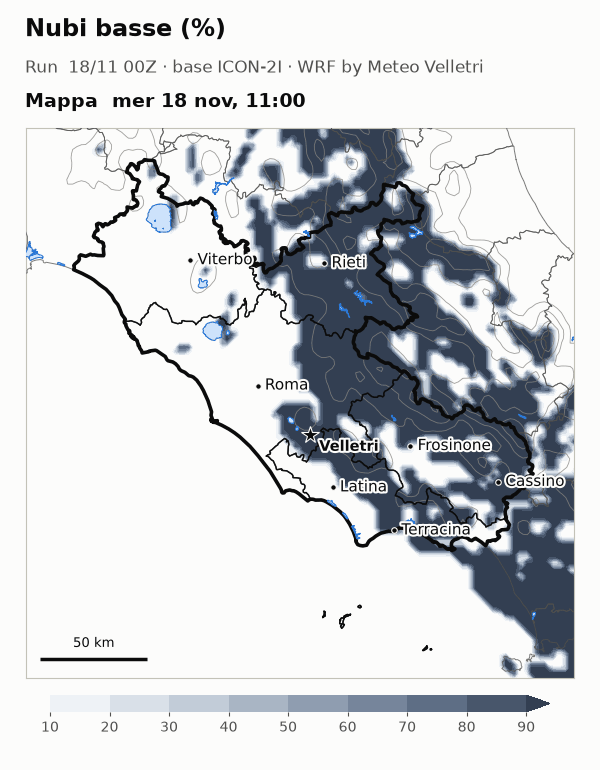 Nubi basse (%)
Run  18/11 00Z · base ICON-2I · WRF by Meteo Velletri
Mappa  mer 18 nov, 11:00
Viterbo
Rieti
Roma
Velletri
Frosinone
Cassino
Latina
Terracina
50 km
10 20 30 40 50 60 70 80 90